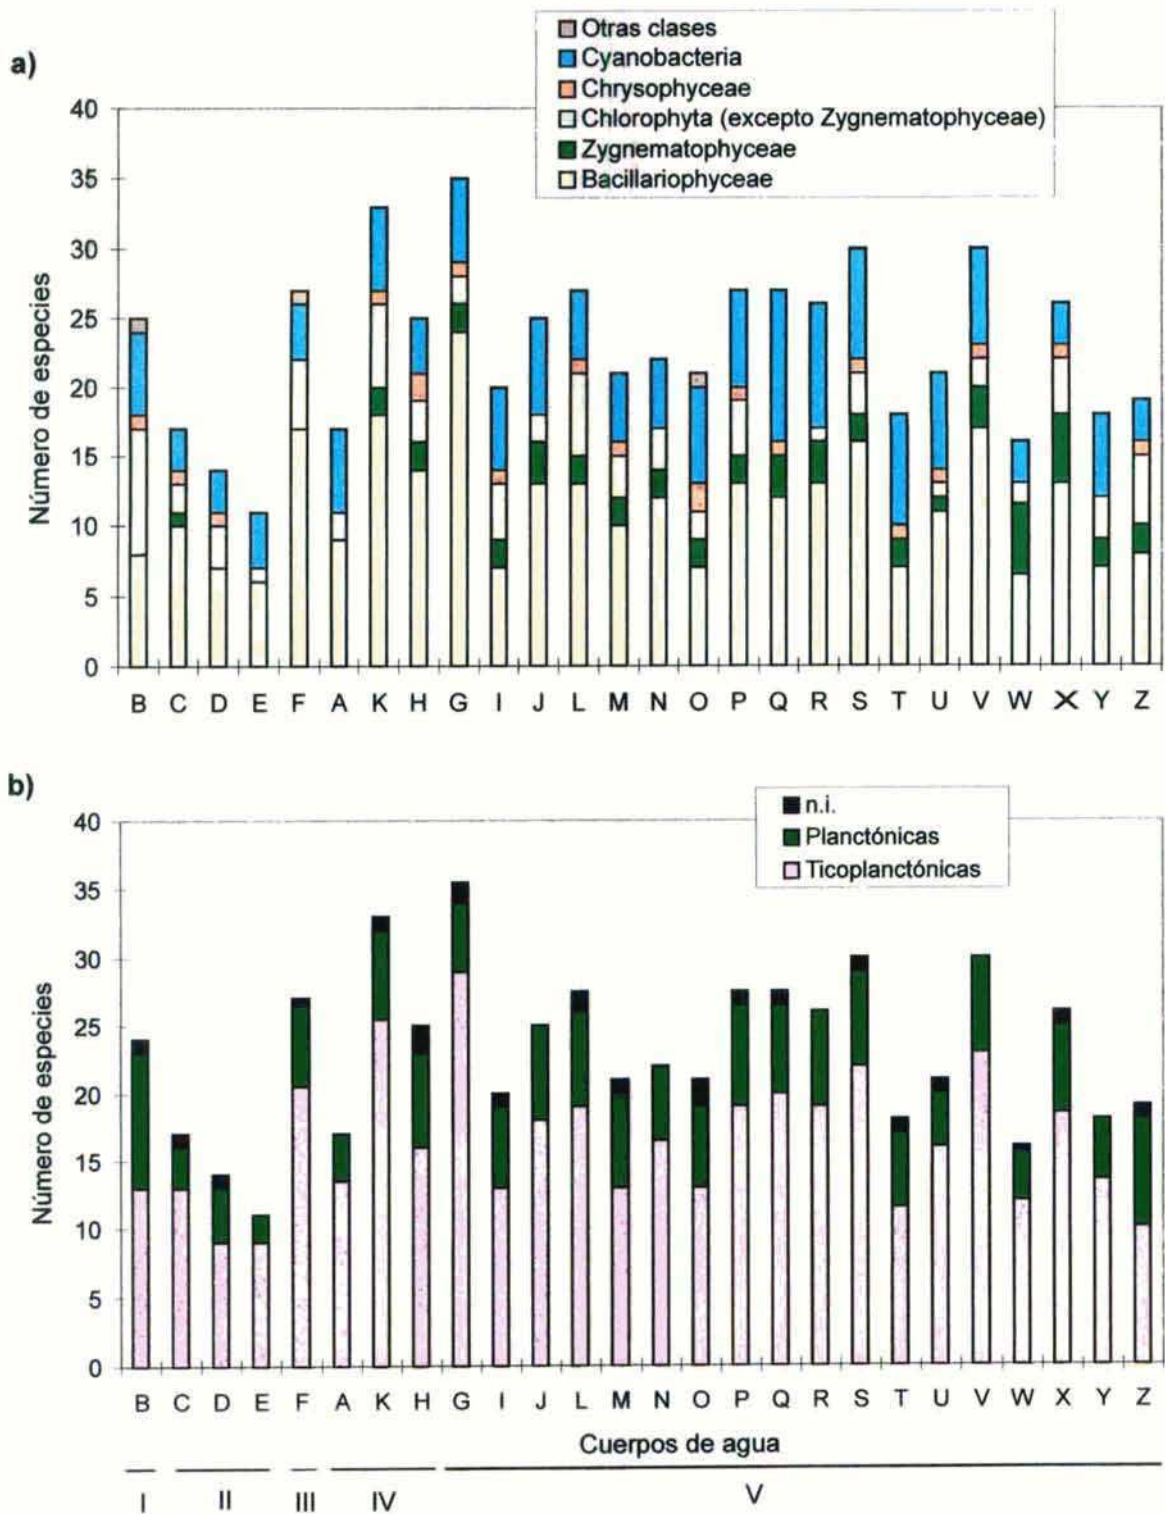 a)
Otras clases
Cyanobacteria
Chrysophyceae
Chlorophyta (excepto Zygnematophyceae)
Zygnematophyceae
Bacillariophyceae
Número de especies
40
35
30
25
20
15
10
5
0
B C D E F A K H G I J L M N O P Q R S T U V W X Y Z
b)
n.i.
Planctónicas
Ticoplanctónicas
Número de especies
40
35
30
25
20
15
10
5
0
B C D E F A K H G I J L M N O P Q R S T U V W X Y Z
Cuerpos de agua
I II III IV V